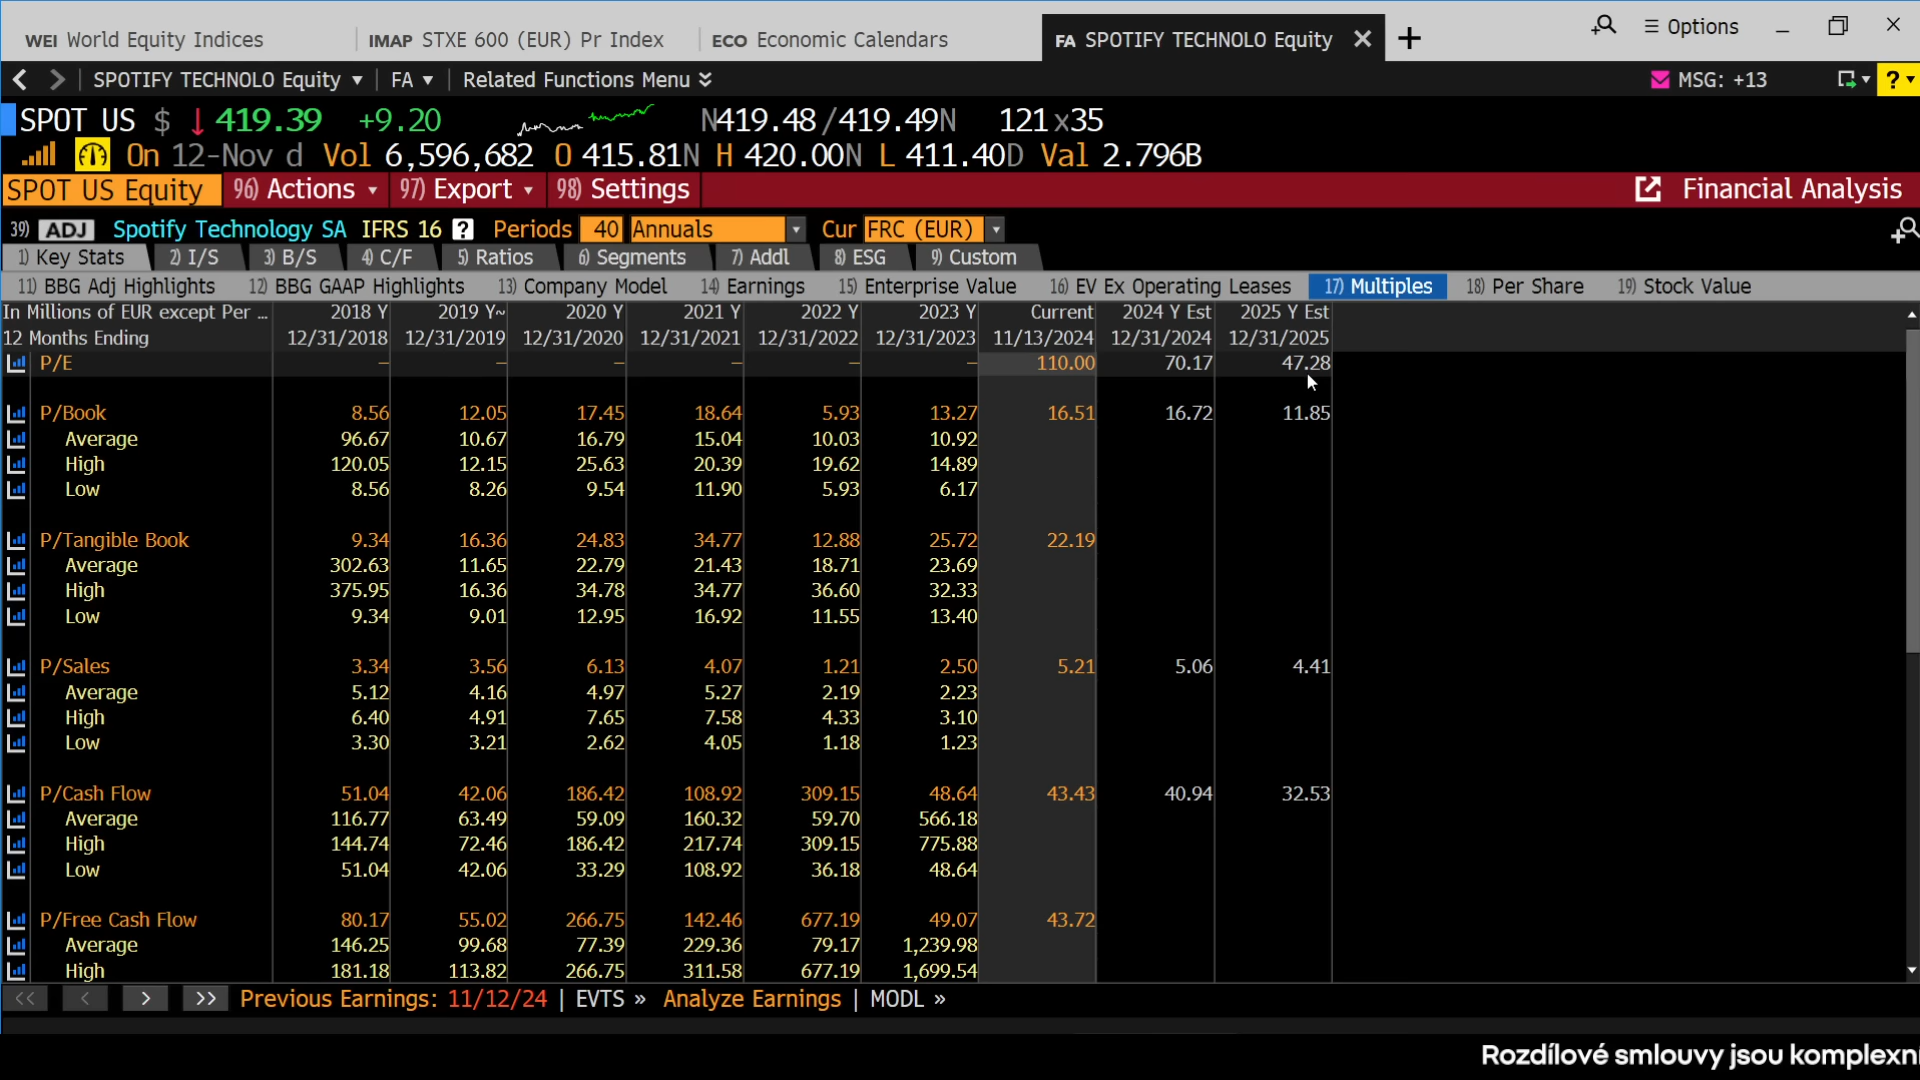 WEI World Equity Indices IMAP STXE 600 (EUR) Pr Index ECO Economic Calendars FA SPOTIFY TECHNOLO Equity Options
SPOTIFY TECHNOLO Equity FA Related Functions Menu MSG: +13 ?
SPOT US $ ↓ 419.39 +9.20 N419.48/419.49N 121x35
On 12-Nov d Vol 6,596,682 O 415.81N H 420.00N L 411.40D Val 2.796B
SPOT US Equity 96) Actions 97) Export 98) Settings Financial Analysis
39) ADJ Spotify Technology SA IFRS 16 ? Periods 40 Annuals Cur FRC (EUR)
1) Key Stats 2) I/S 3) B/S 4) C/F 5) Ratios 6) Segments 7) Addl 8) ESG 9) Custom
11) BBG Adj Highlights 12) BBG GAAP Highlights 13) Company Model 14) Earnings 15) Enterprise Value 16) EV Ex Operating Leases 17) Multiples 18) Per Share 19) Stock Value
In Millions of EUR except Per ... 2018 Y 2019 Y~ 2020 Y 2021 Y 2022 Y 2023 Y Current 2024 Y Est 2025 Y Est
12 Months Ending 12/31/2018 12/31/2019 12/31/2020 12/31/2021 12/31/2022 12/31/2023 11/13/2024 12/31/2024 12/31/2025
P/E – – – – – – 110.00 70.17 47.28
P/Book 8.56 12.05 17.45 18.64 5.93 13.27 16.51 16.72 11.85
Average 96.67 10.67 16.79 15.04 10.03 10.92
High 120.05 12.15 25.63 20.39 19.62 14.89
Low 8.56 8.26 9.54 11.90 5.93 6.17
P/Tangible Book 9.34 16.36 24.83 34.77 12.88 25.72 22.19
Average 302.63 11.65 22.79 21.43 18.71 23.69
High 375.95 16.36 34.78 34.77 36.60 32.33
Low 9.34 9.01 12.95 16.92 11.55 13.40
P/Sales 3.34 3.56 6.13 4.07 1.21 2.50 5.21 5.06 4.41
Average 5.12 4.16 4.97 5.27 2.19 2.23
High 6.40 4.91 7.65 7.58 4.33 3.10
Low 3.30 3.21 2.62 4.05 1.18 1.23
P/Cash Flow 51.04 42.06 186.42 108.92 309.15 48.64 43.43 40.94 32.53
Average 116.77 63.49 59.09 160.32 59.70 566.18
High 144.74 72.46 186.42 217.74 309.15 775.88
Low 51.04 42.06 33.29 108.92 36.18 48.64
P/Free Cash Flow 80.17 55.02 266.75 142.46 677.19 49.07 43.72
Average 146.25 99.68 77.39 229.36 79.17 1,239.98
High 181.18 113.82 266.75 311.58 677.19 1,699.54
<< < > >> Previous Earnings: 11/12/24 | EVTS » Analyze Earnings | MODL »
Rozdílové smlouvy jsou komplexní